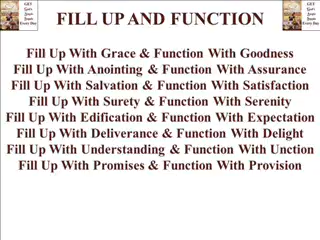 FILL UP AND FUNCTION
Fill Up With Grace & Function With Goodness
Fill Up With Anointing & Function With Assurance
Fill Up With Salvation & Function With Satisfaction
Fill Up With Surety & Function With Serenity
Fill Up With Edification & Function With Expectation
Fill Up With Deliverance & Function With Delight
Fill Up With Understanding & Function With Unction
Fill Up With Promises & Function With Provision